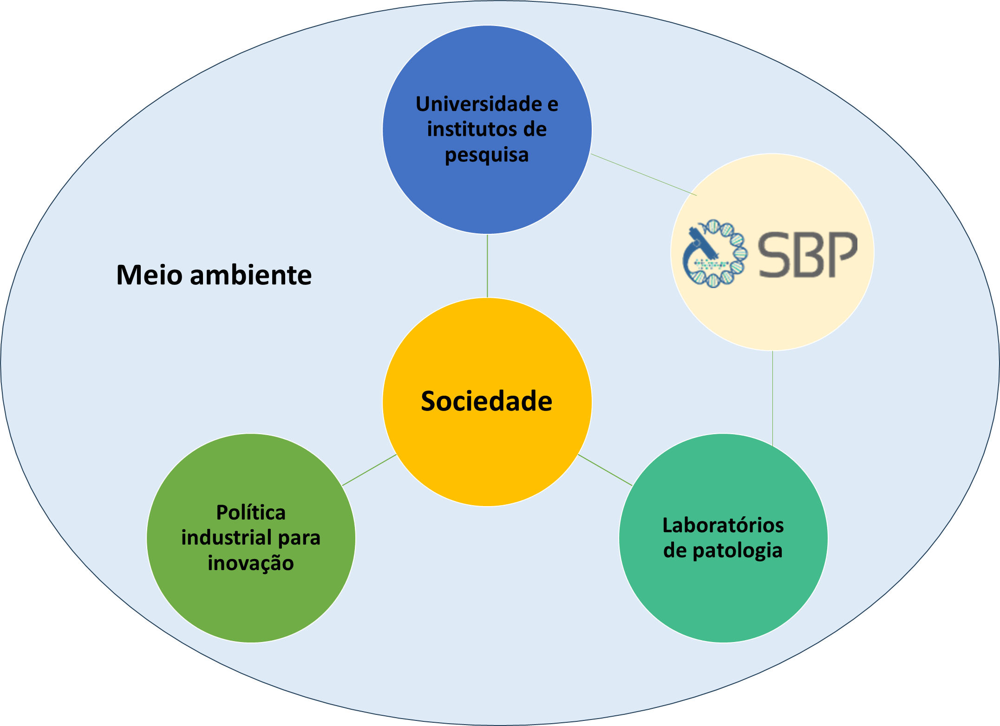 Universidade e
institutos de
pesquisa
SBP
Meio ambiente
Sociedade
Política
industrial para
inovação
Laboratórios
de patologia